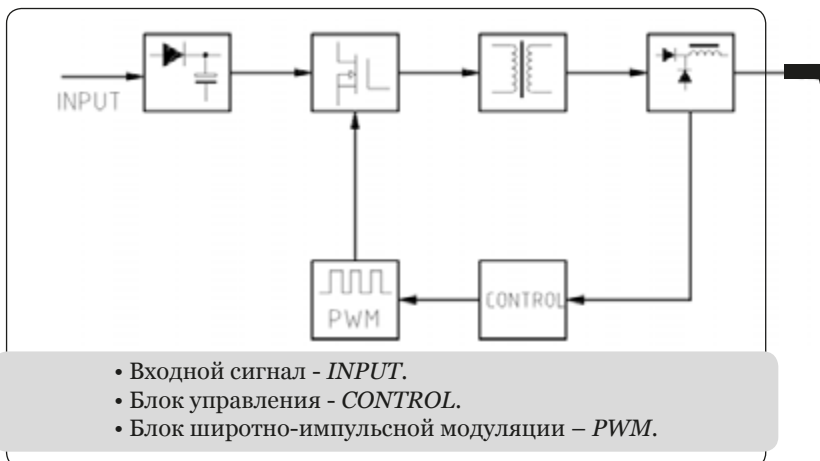 INPUT
PWM
CONTROL
• Входной сигнал - INPUT.
• Блок управления - CONTROL.
• Блок широтно-импульсной модуляции – PWM.